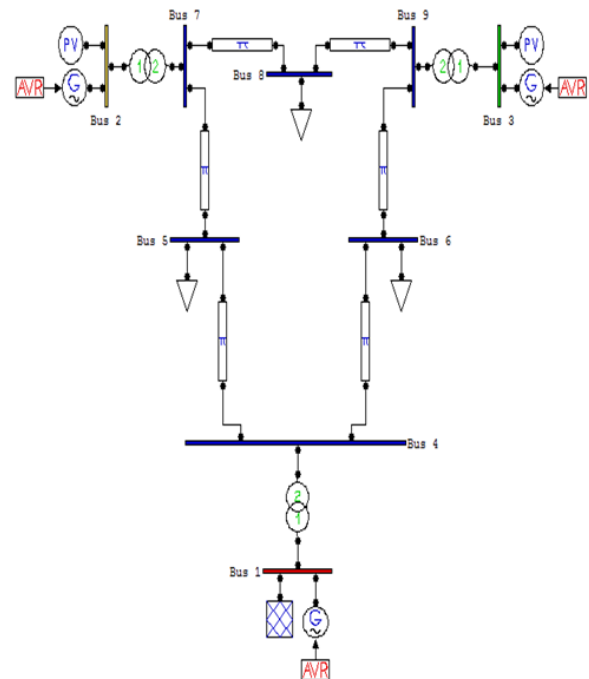 Bus 7
Bus 9
PV
1 2
π
π
2 1
PV
Bus 8
AVR
G
G
AVR
Bus 2
Bus 3
π
π
Bus 5
Bus 6
π
π
Bus 4
2
1
Bus 1
G
AVR